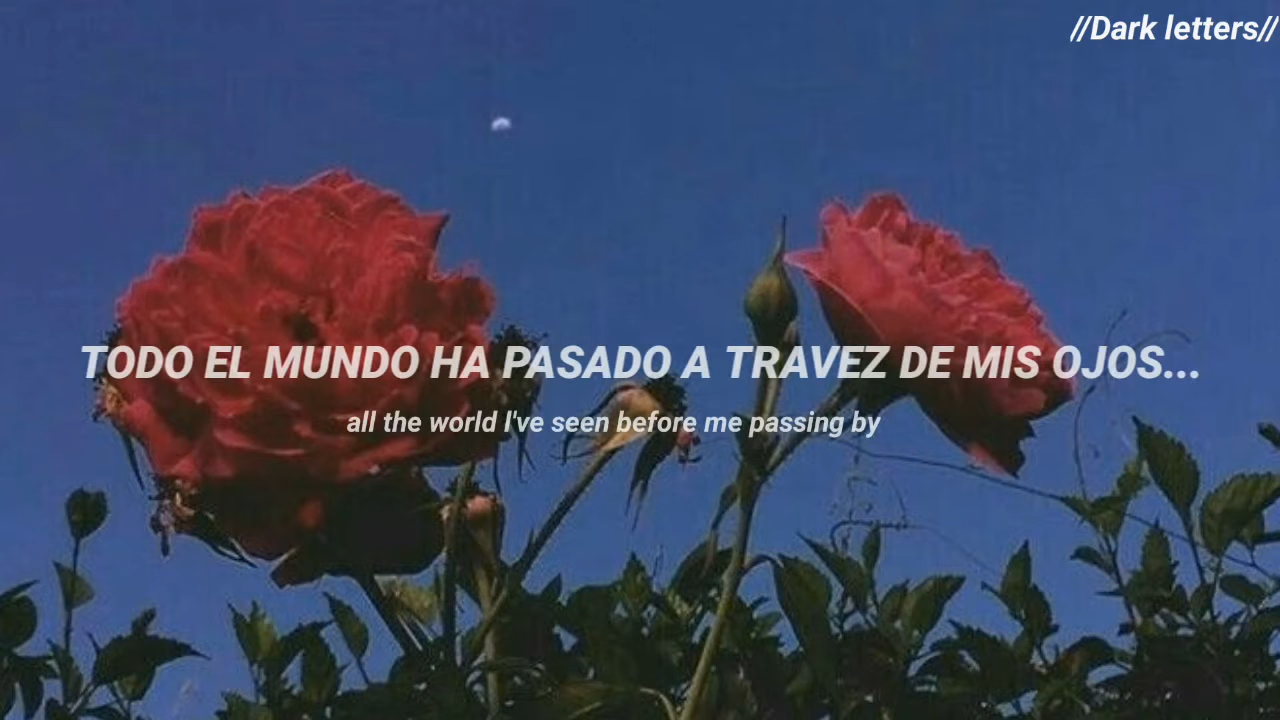 //Dark letters//
TODO EL MUNDO HA PASADO A TRAVEZ DE MIS OJOS...
all the world I've seen before me passing by